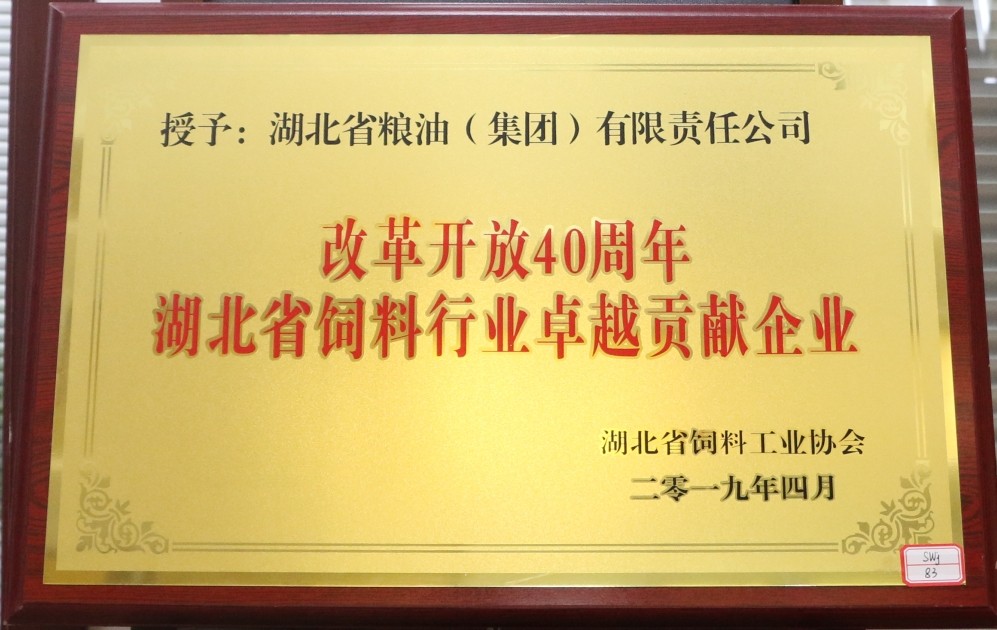 授予：湖北省粮油（集团）有限责任公司
改革开放40周年
湖北省饲料行业卓越贡献企业
湖北省饲料工业协会
二零一九年四月
SWJ
83